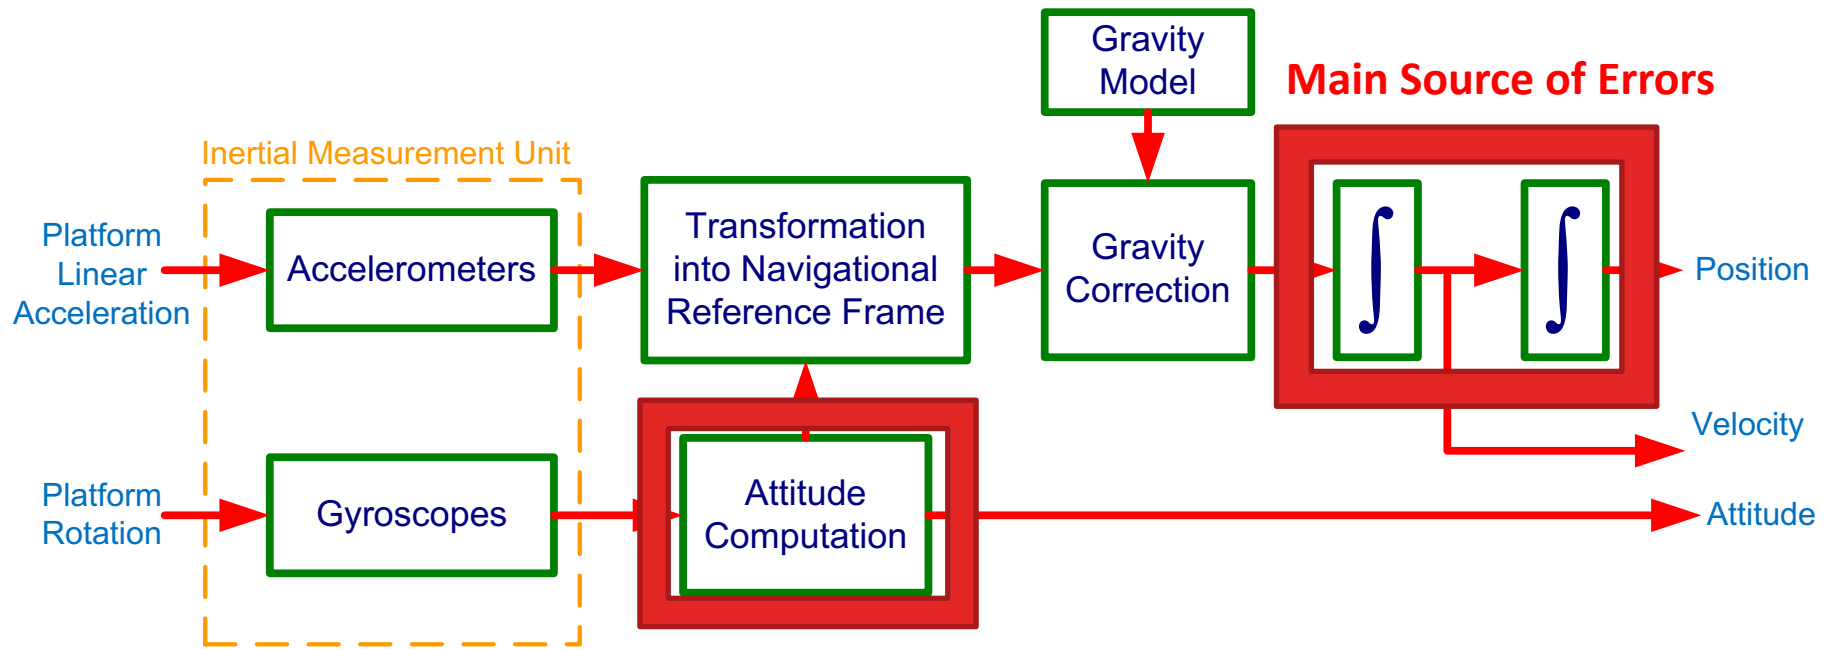 Gravity
Model
Main Source of Errors
Inertial Measurement Unit
Platform
Linear
Acceleration
Accelerometers
Transformation
into Navigational
Reference Frame
Gravity
Correction
∫
∫
Position
Velocity
Platform
Rotation
Gyroscopes
Attitude
Computation
Attitude